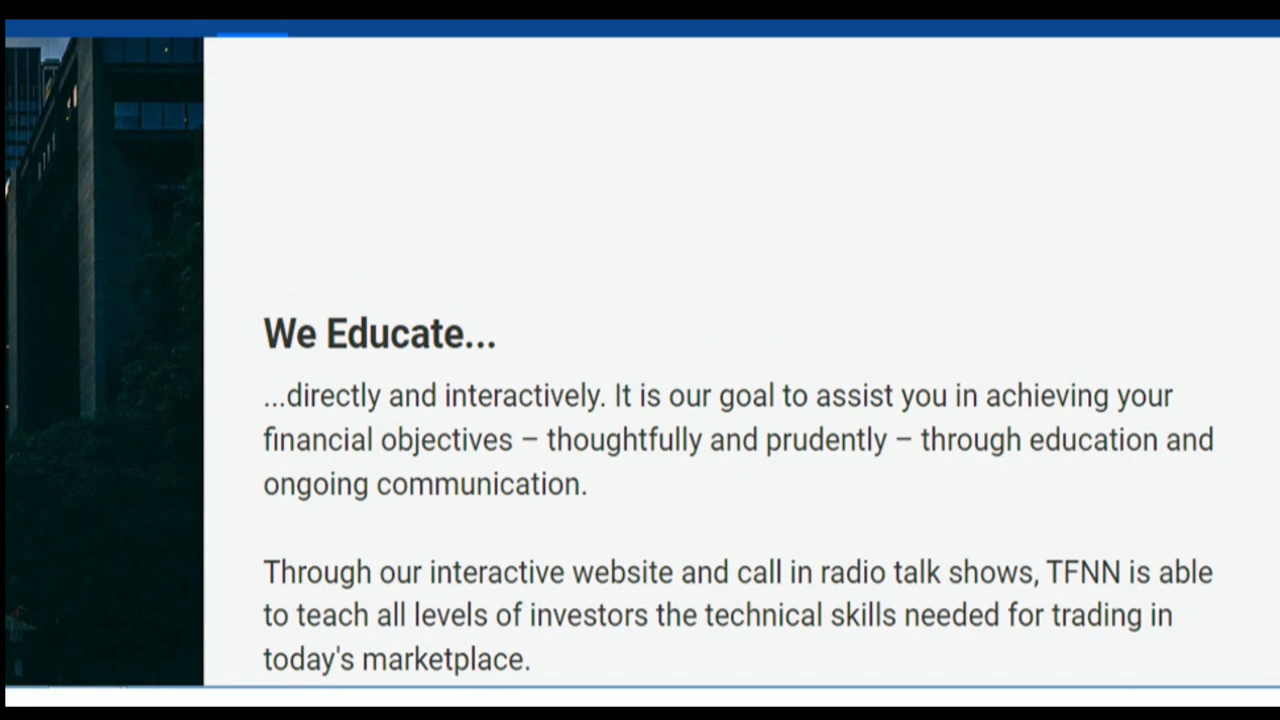 We Educate...
...directly and interactively. It is our goal to assist you in achieving your
financial objectives – thoughtfully and prudently – through education and
ongoing communication.
Through our interactive website and call in radio talk shows, TFNN is able
to teach all levels of investors the technical skills needed for trading in
today's marketplace.